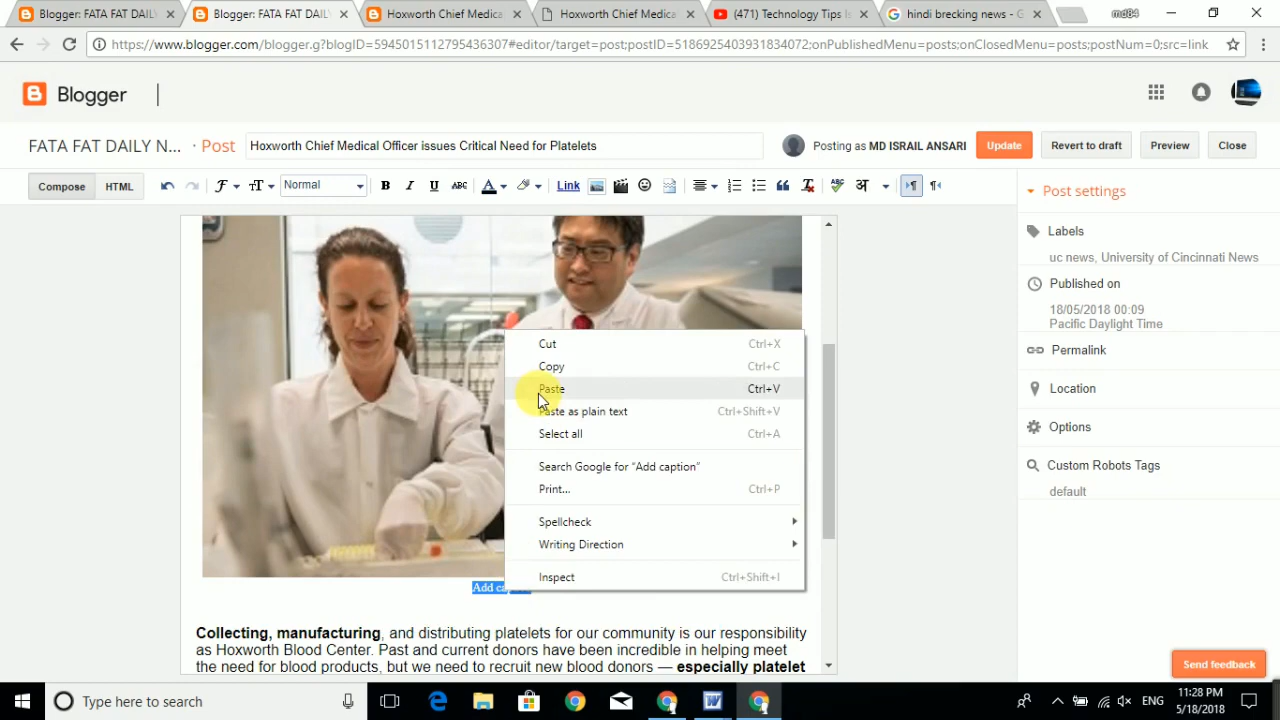 Blogger: FATA FAT DAIL
Blogger: FATA FAT DAIL
Hoxworth Chief Medica
Hoxworth Chief Medica
(471) Technology Tips Is
hindi brecking news - G
md84
https://www.blogger.com/blogger.g?blogID=5945015112795436307#editor/target=post;postID=5186925403931834072;onPublishedMenu=posts;onClosedMenu=posts;postNum=0;src=link
Blogger
FATA FAT DAILY N... · Post
Hoxworth Chief Medical Officer issues Critical Need for Platelets
Posting as MD ISRAIL ANSARI
Update
Revert to draft
Preview
Close
Compose
HTML
Normal
B I U ABC A
Link
ABC अ
Post settings
Labels
uc news, University of Cincinnati News
Published on
18/05/2018 00:09
Pacific Daylight Time
Permalink
Location
Options
Custom Robots Tags
default
Cut Ctrl+X
Copy Ctrl+C
Paste Ctrl+V
Paste as plain text Ctrl+Shift+V
Select all Ctrl+A
Search Google for “Add caption”
Print... Ctrl+P
Spellcheck
Writing Direction
Inspect Ctrl+Shift+I
Add
Collecting, manufacturing, and distributing platelets for our community is our responsibility
as Hoxworth Blood Center. Past and current donors have been incredible in helping meet
the need for blood products, but we need to recruit new blood donors — especially platelet
Send feedback
Type here to search
ENG
11:28 PM
5/18/2018